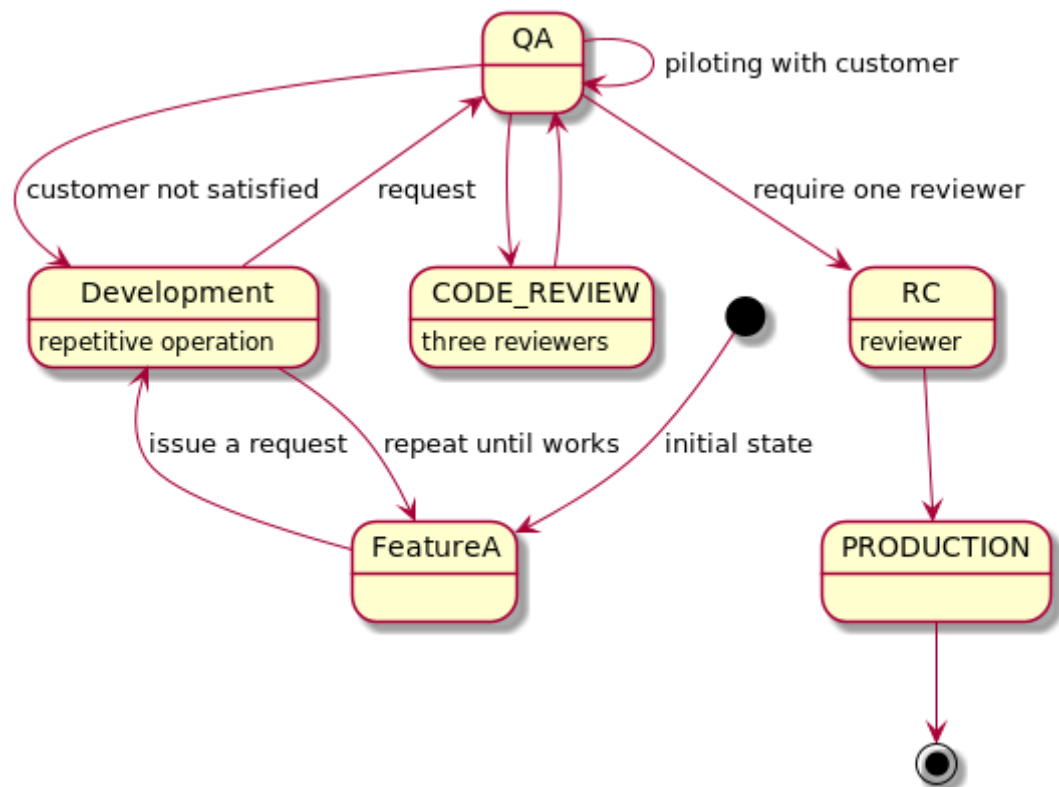 QA
piloting with customer
customer not satisfied
request
require one reviewer
Development
repetitive operation
CODE_REVIEW
three reviewers
RC
reviewer
issue a request
repeat until works
initial state
FeatureA
PRODUCTION